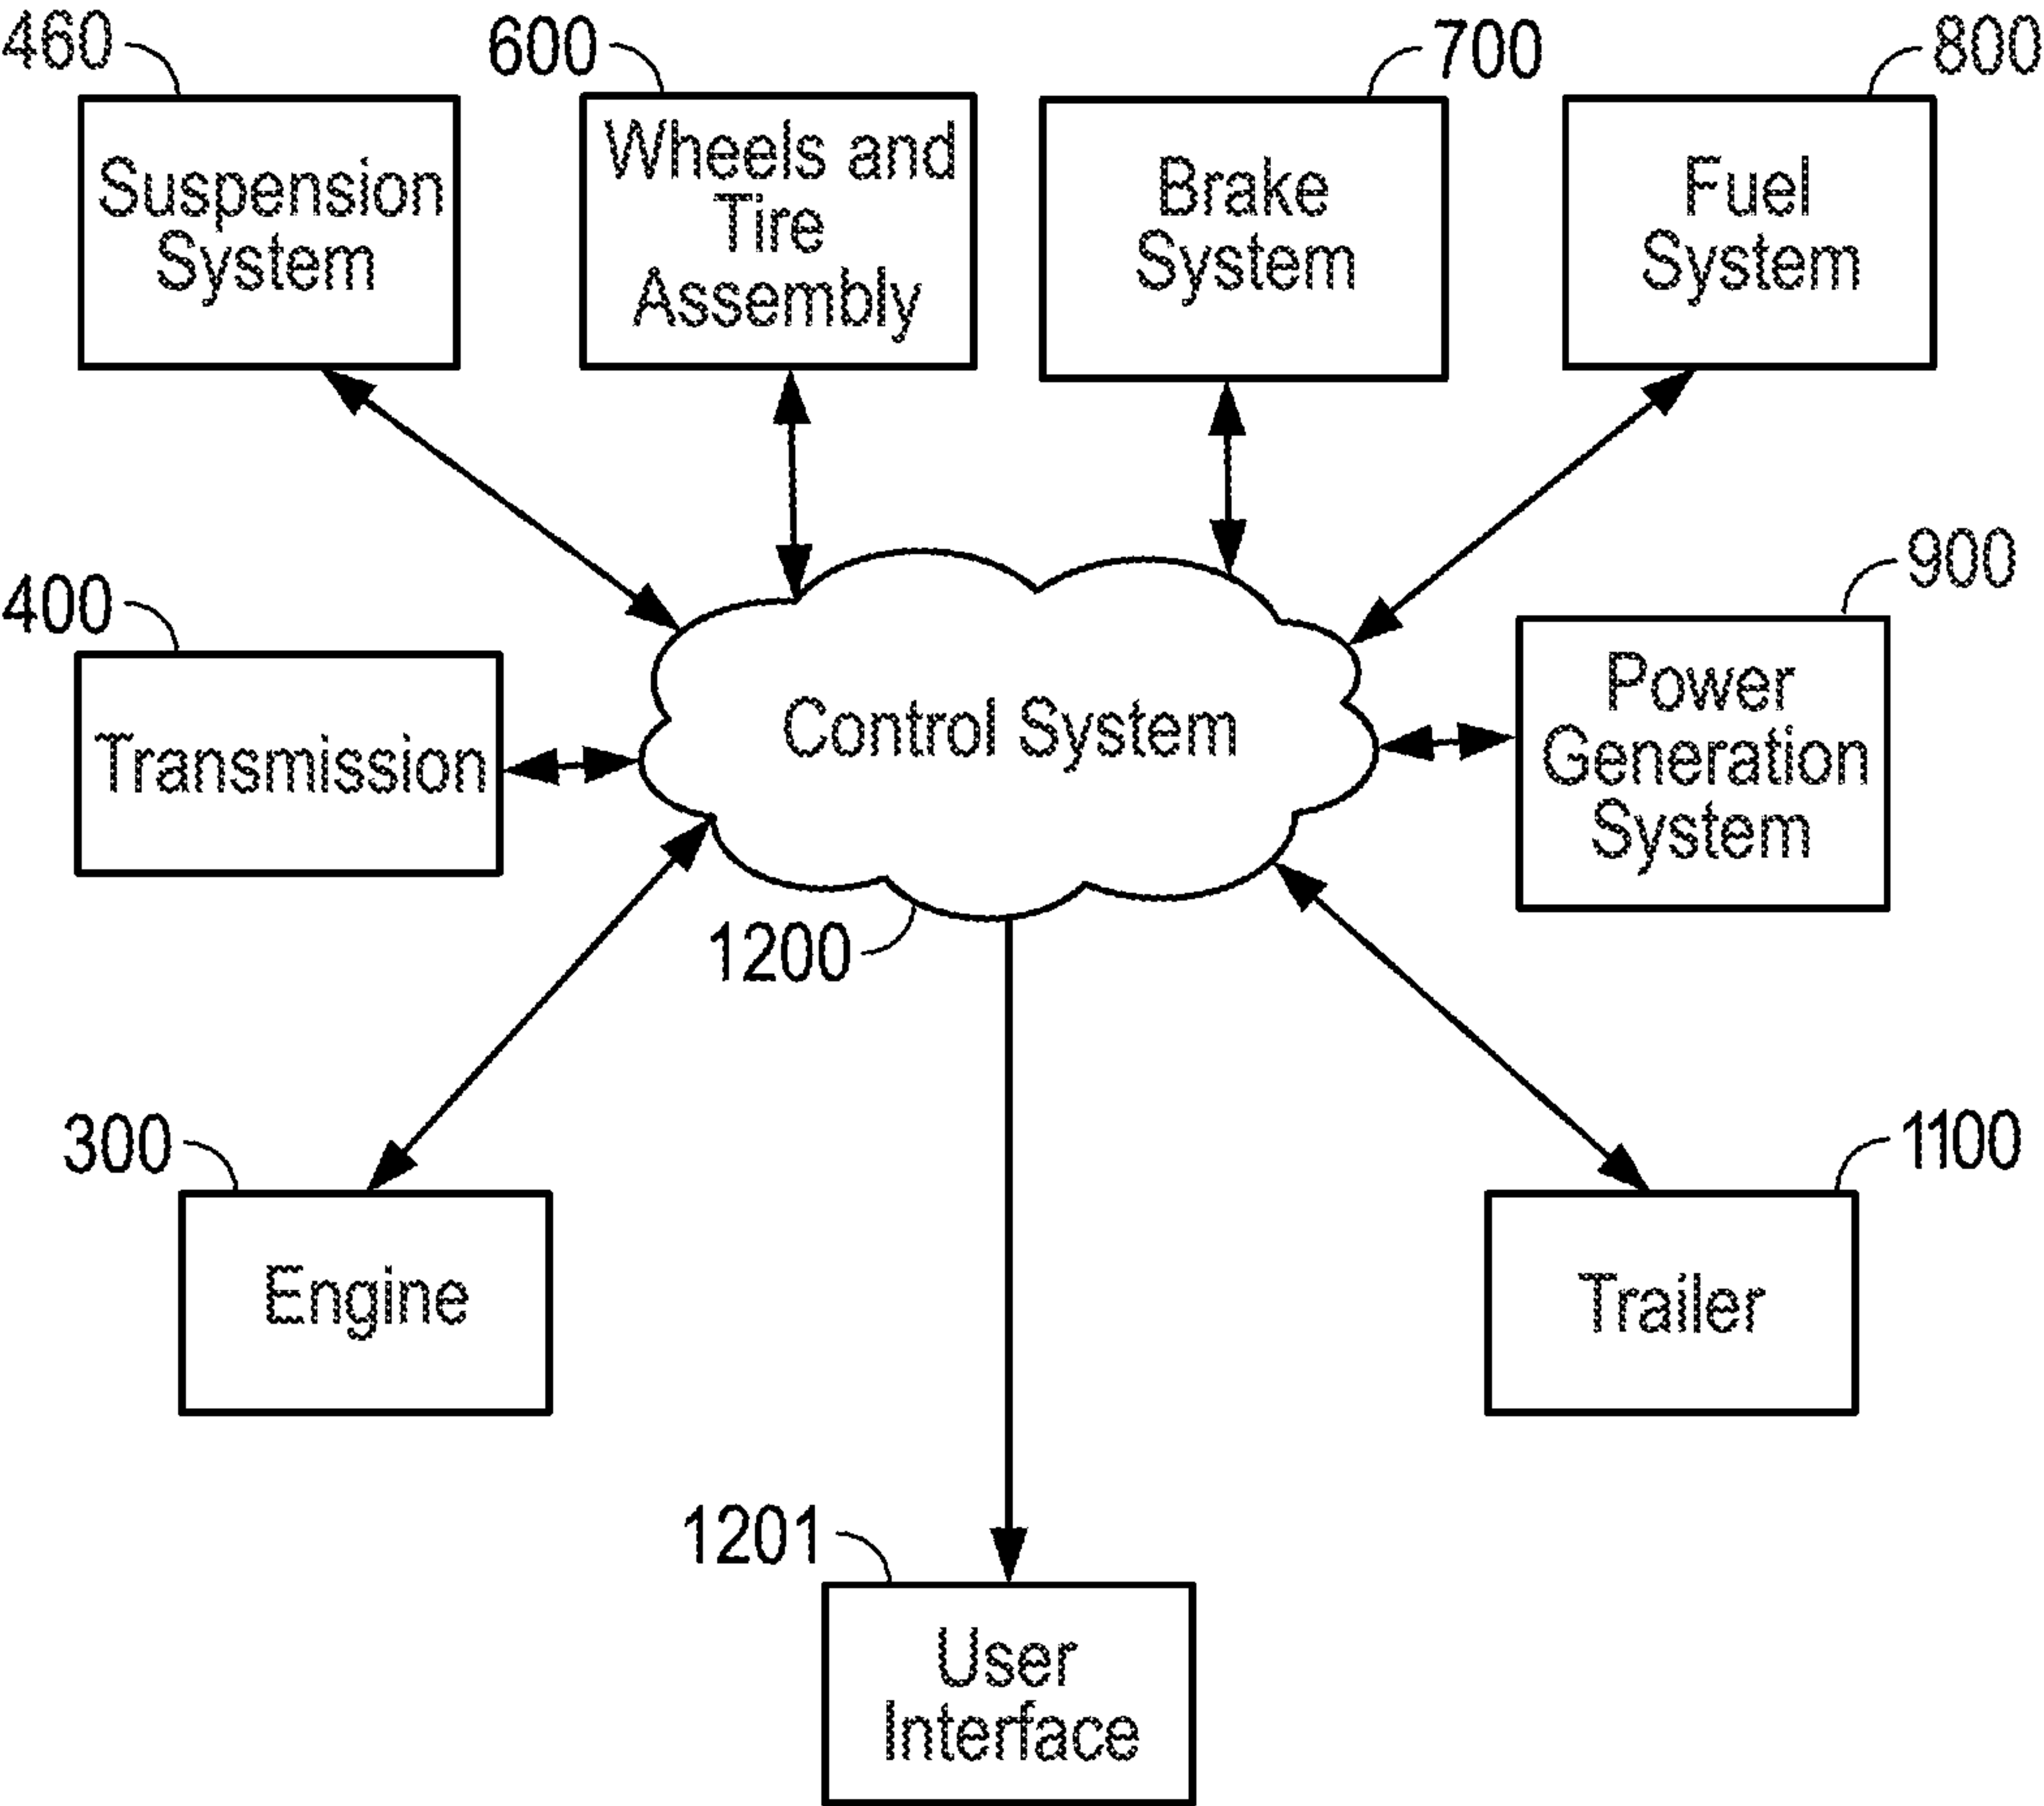 460
600
700
800
Suspension
System
Wheels and
Tire
Assembly
Brake
System
Fuel
System
400
900
Transmission
Control System
Power
Generation
System
1200
300
1100
Engine
Trailer
1201
User
Interface